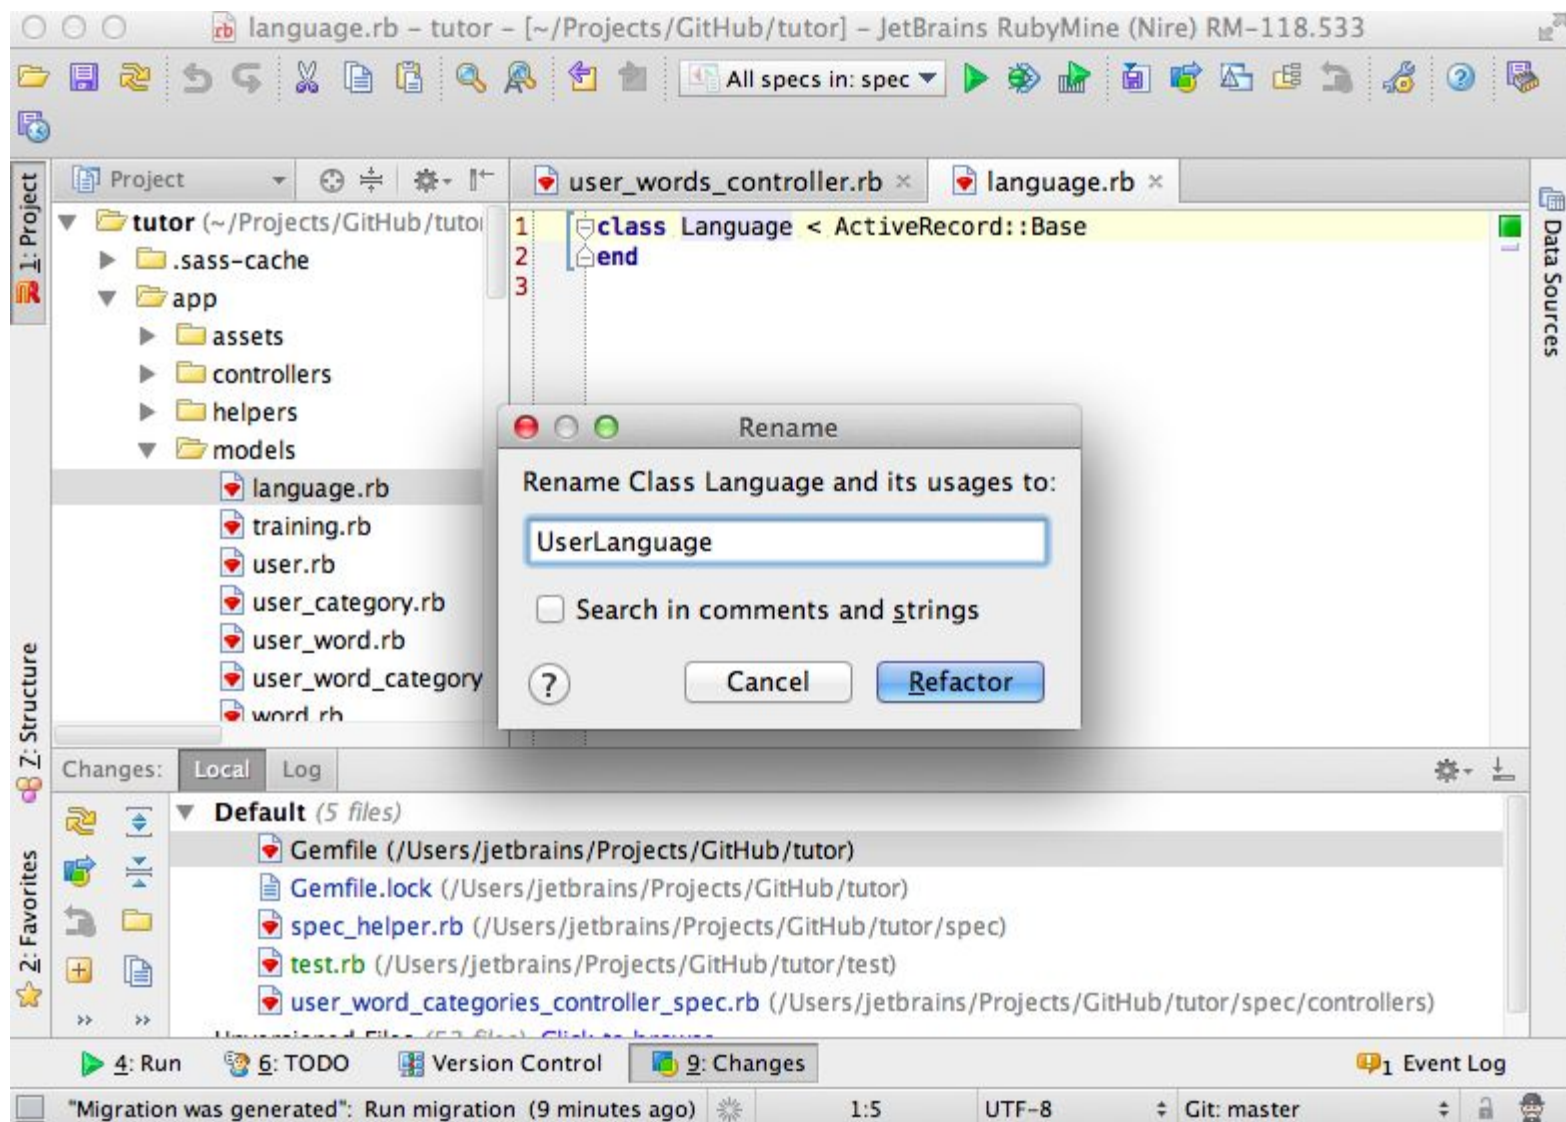 language.rb – tutor – [~/Projects/GitHub/tutor] – JetBrains RubyMine (Nire) RM–118.533
All specs in: spec
1: Project
Project
user_words_controller.rb
language.rb
Data Sources
tutor (~/Projects/GitHub/tutor
.sass-cache
app
assets
controllers
helpers
models
language.rb
training.rb
user.rb
user_category.rb
user_word.rb
user_word_category
word.rb
1 class Language < ActiveRecord::Base
2 end
3
Rename
Rename Class Language and its usages to:
UserLanguage
Search in comments and strings
? Cancel Refactor
Z: Structure
2: Favorites
Changes: Local Log
Default (5 files)
Gemfile (/Users/jetbrains/Projects/GitHub/tutor)
Gemfile.lock (/Users/jetbrains/Projects/GitHub/tutor)
spec_helper.rb (/Users/jetbrains/Projects/GitHub/tutor/spec)
test.rb (/Users/jetbrains/Projects/GitHub/tutor/test)
user_word_categories_controller_spec.rb (/Users/jetbrains/Projects/GitHub/tutor/spec/controllers)
4: Run 6: TODO Version Control 9: Changes 1 Event Log
"Migration was generated": Run migration (9 minutes ago) 1:5 UTF–8 Git: master